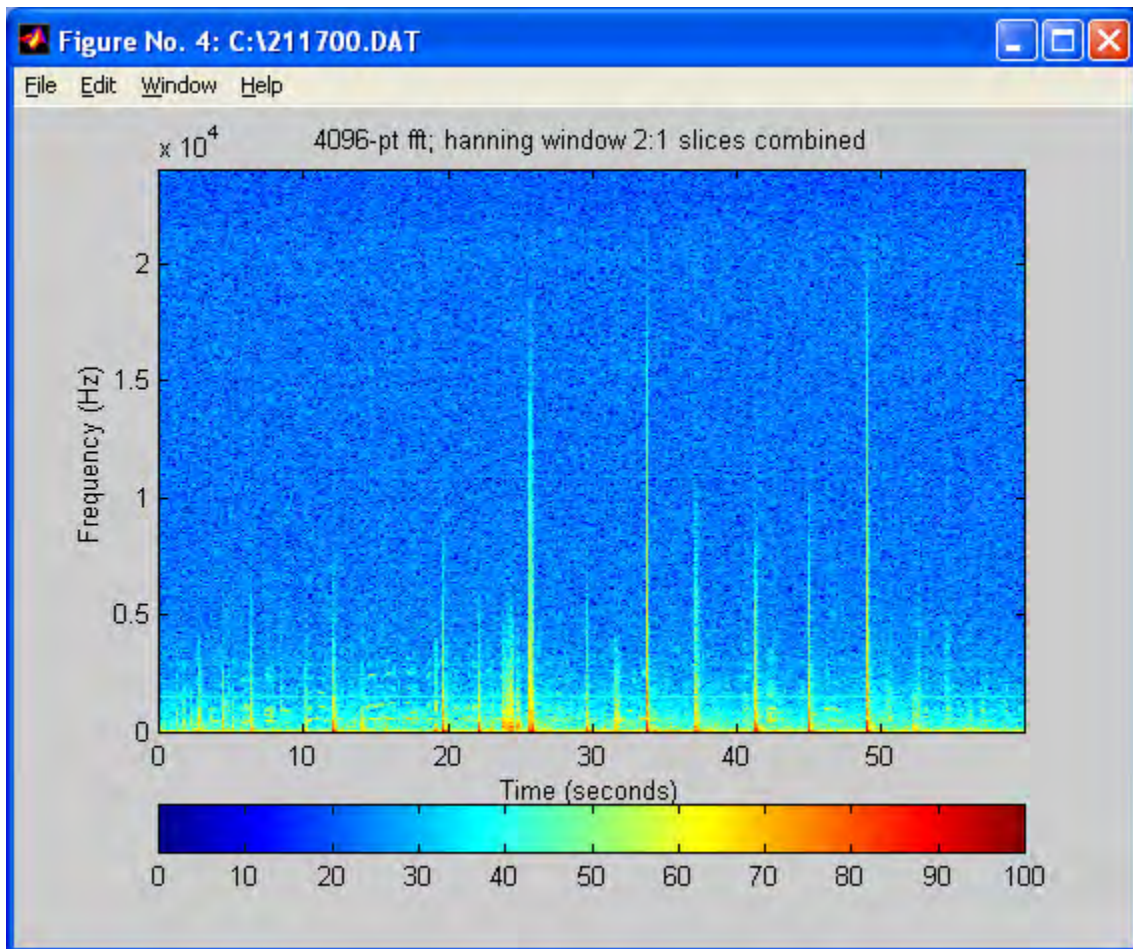 Figure No. 4: C:\211700.DAT
File Edit Window Help
x 10^4
4096-pt fft; hanning window 2:1 slices combined
2
1.5
1
0.5
0
Frequency (Hz)
0 10 20 30 40 50
Time (seconds)
0 10 20 30 40 50 60 70 80 90 100